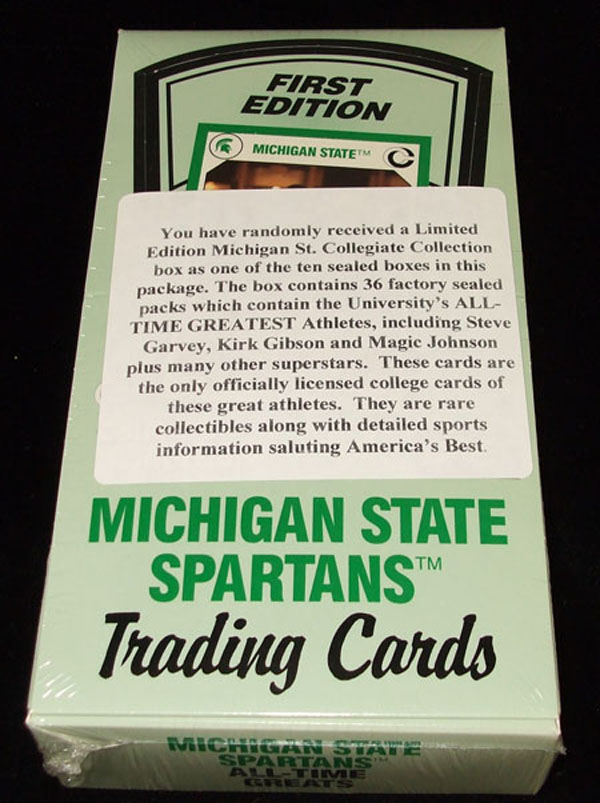 FIRST
EDITION
MICHIGAN STATE™
You have randomly received a Limited
Edition Michigan St. Collegiate Collection
box as one of the ten sealed boxes in this
package. The box contains 36 factory sealed
packs which contain the University's ALL-
TIME GREATEST Athletes, including Steve
Garvey, Kirk Gibson and Magic Johnson
plus many other superstars. These cards are
the only officially licensed college cards of
these great athletes. They are rare
collectibles along with detailed sports
information saluting America's Best.
MICHIGAN STATE
SPARTANS™
Trading Cards
MICHIGAN STATE
SPARTANS™
ALL-TIME
GREATS